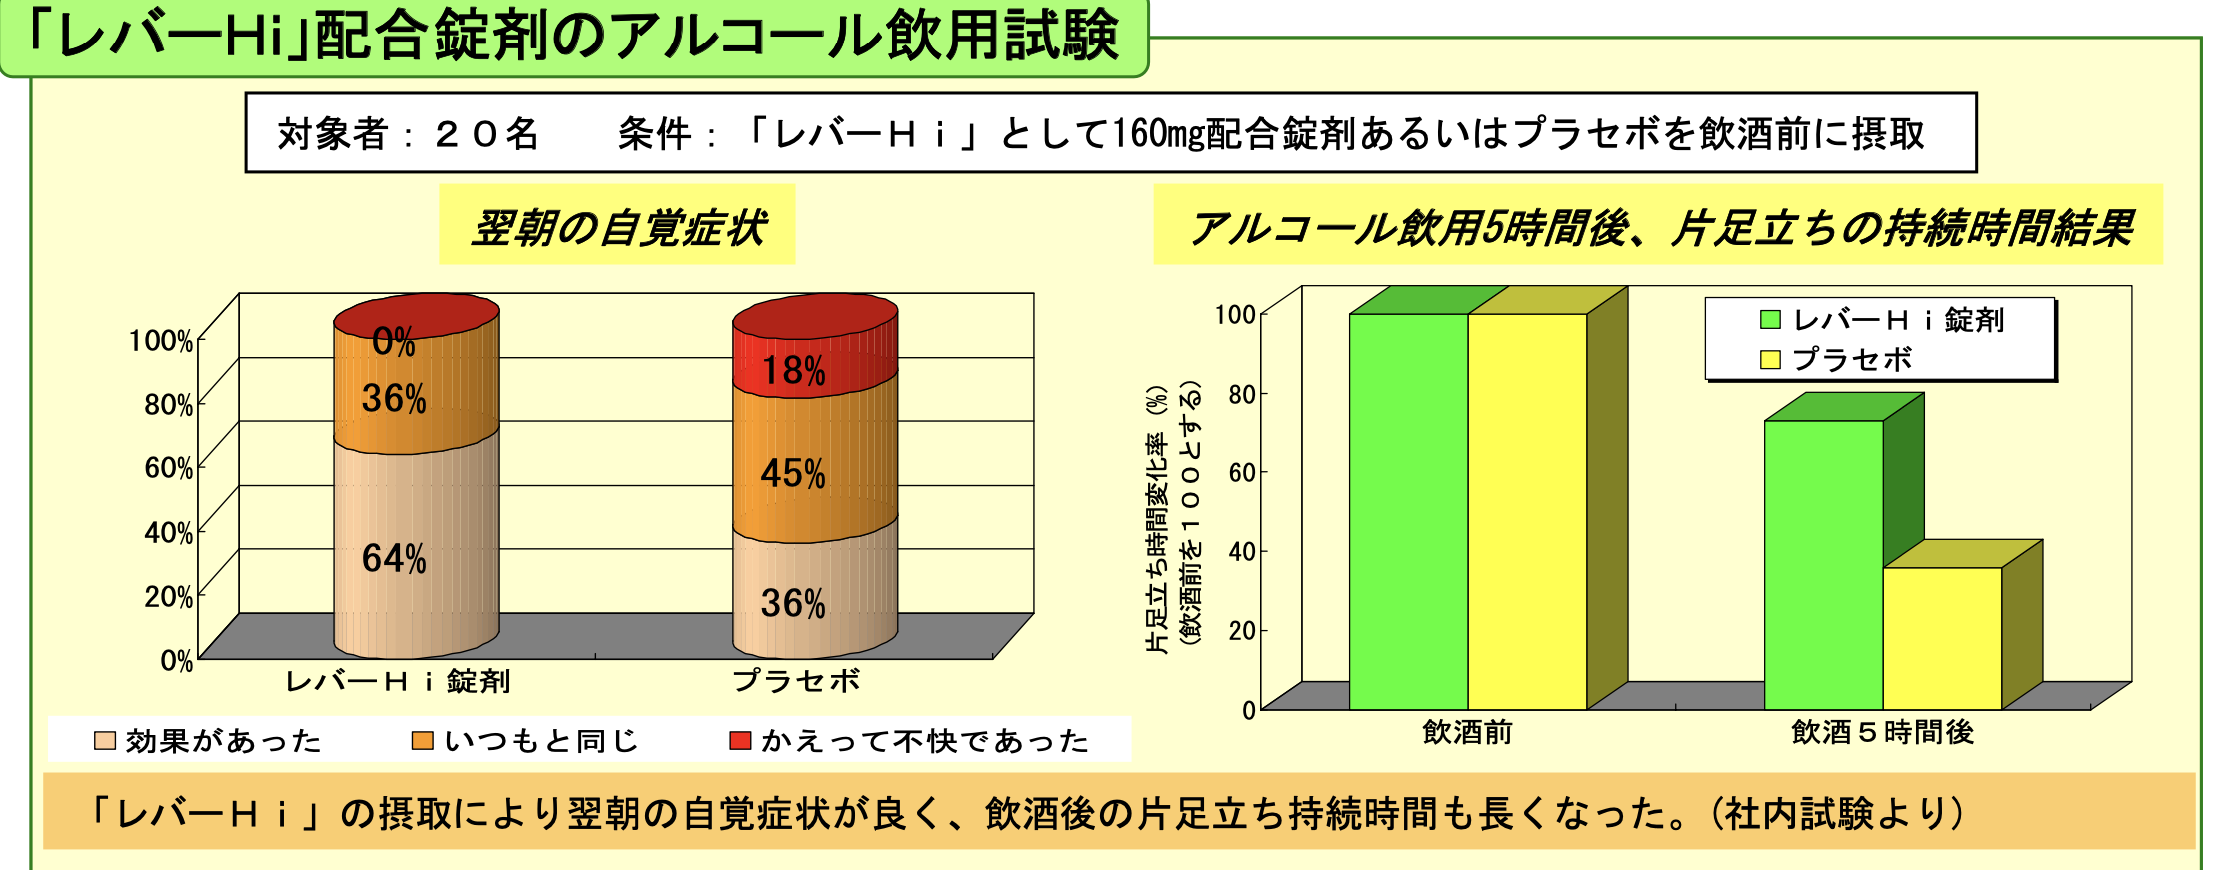 「レバーHi」配合錠剤のアルコール飲用試験
対象者：２０名　　条件：「レバーＨｉ」として160mg配合錠剤あるいはプラセボを飲酒前に摂取
翌朝の自覚症状
100%
80%
60%
40%
20%
0%
0%
36%
64%
18%
45%
36%
レバーＨｉ錠剤
プラセボ
効果があった
いつもと同じ
かえって不快であった
アルコール飲用5時間後、片足立ちの持続時間結果
片足立ち時間変化率（%）
（飲酒前を１００とする）
100
80
60
40
20
0
レバーＨｉ錠剤
プラセボ
飲酒前
飲酒５時間後
「レバーＨｉ」の摂取により翌朝の自覚症状が良く、飲酒後の片足立ち持続時間も長くなった。（社内試験より）